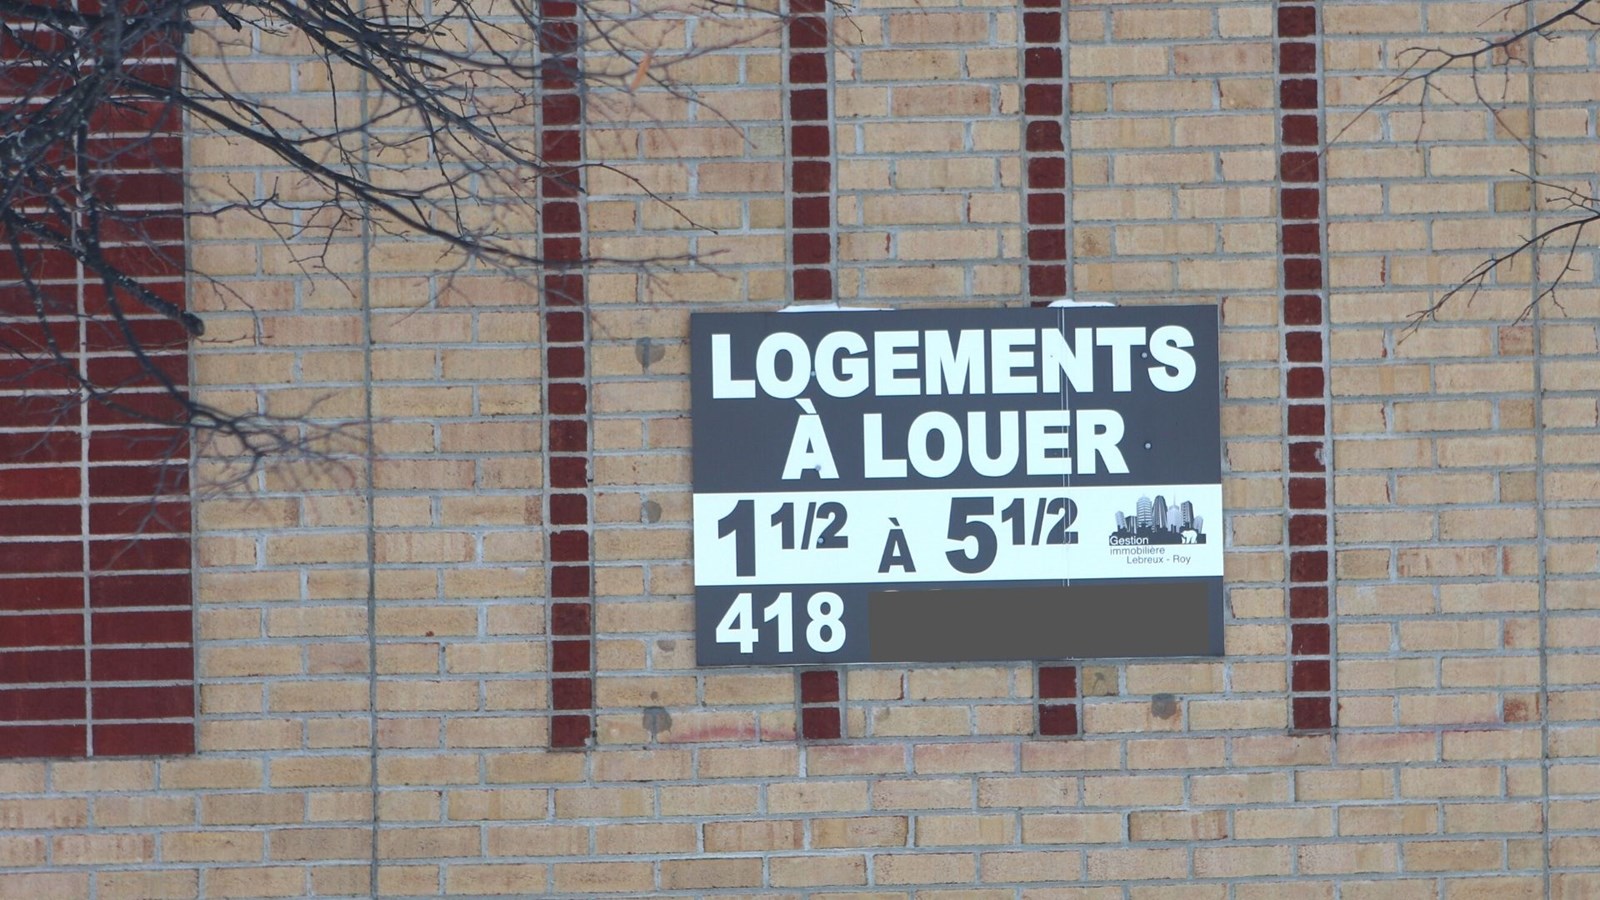 LOGEMENTS
À LOUER
1 1/2 À 5 1/2
Gestion
immobilière
Lebreux - Roy
418